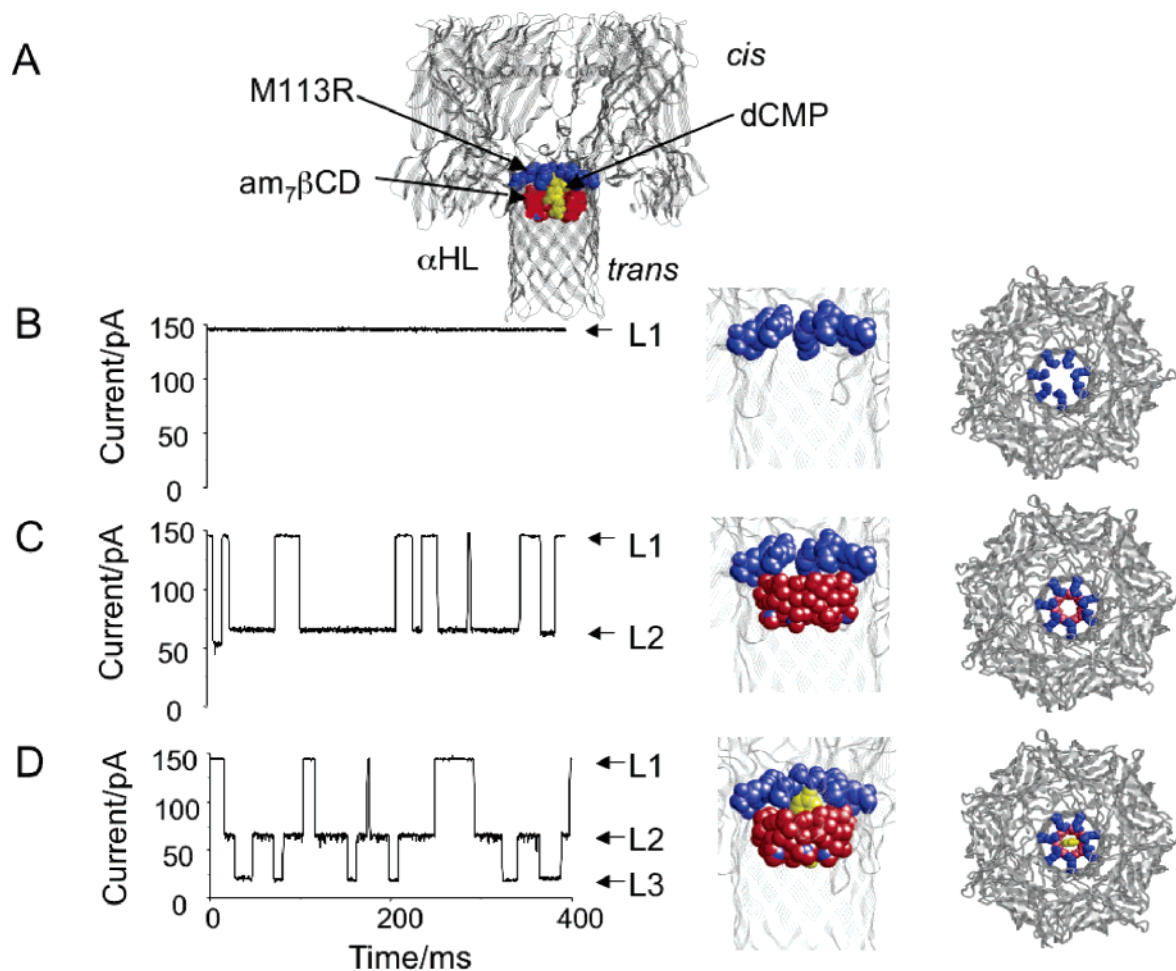 A
cis
M113R
dCMP
am₇βCD
αHL
trans
B
Current/pA
150
100
50
0
L1
C
Current/pA
150
100
50
0
L1
L2
D
Current/pA
150
100
50
0
L1
L2
L3
0 200 400
Time/ms